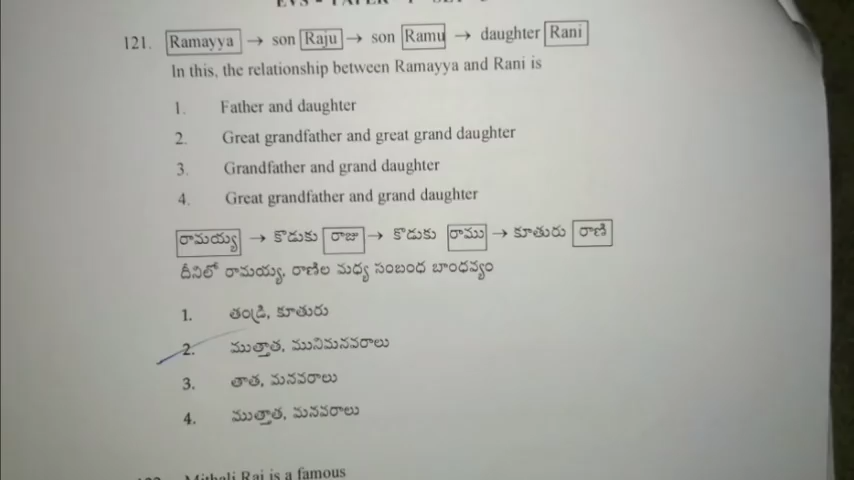 121. Ramayya → son Raju → son Ramu → daughter Rani
In this, the relationship between Ramayya and Rani is
1. Father and daughter
2. Great grandfather and great grand daughter
3. Grandfather and grand daughter
4. Great grandfather and grand daughter
రామయ్య → కొడుకు రాజు → కొడుకు రాము → కూతురు రాణి
దీనిలో రామయ్య, రాణిల మధ్య సంబంధ బాంధవ్యం
1. తండ్రి, కూతురు
2. ముత్తాత, మునిమనవరాలు
3. తాత, మనవరాలు
4. ముత్తాత, మనవరాలు
Mithali Raj is a famous